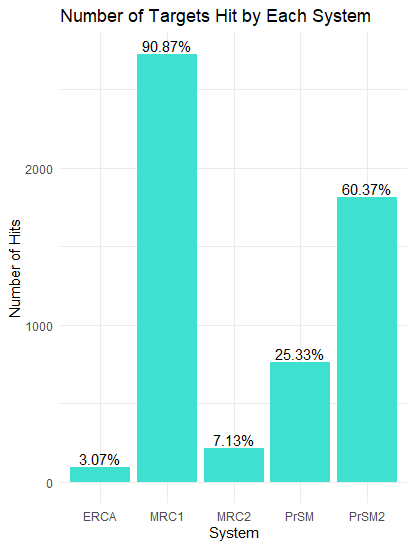 Number of Targets Hit by Each System
90.87%
60.37%
25.33%
7.13%
3.07%
Number of Hits
2000
1000
0
ERCA MRC1 MRC2 PrSM PrSM2
System